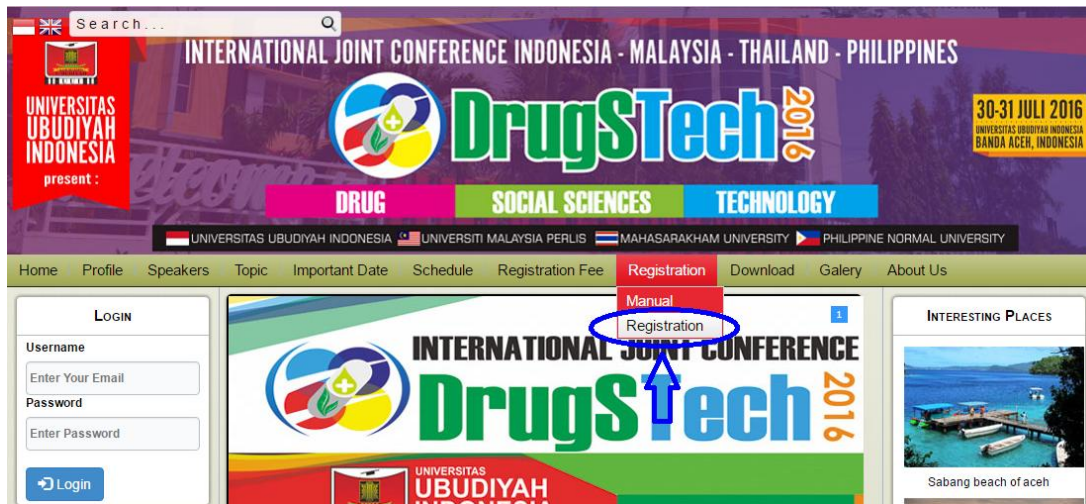 Search...
INTERNATIONAL JOINT CONFERENCE INDONESIA - MALAYSIA - THAILAND - PHILIPPINES
UNIVERSITAS
UBUDIYAH
INDONESIA
present :
DrugSTech 2016
30-31 JULI 2016
UNIVERSITAS UBUDIYAH INDONESIA
BANDA ACEH, INDONESIA
DRUG SOCIAL SCIENCES TECHNOLOGY
UNIVERSITAS UBUDIYAH INDONESIA UNIVERSITI MALAYSIA PERLIS MAHASARAKHAM UNIVERSITY PHILIPPINE NORMAL UNIVERSITY
Home Profile Speakers Topic Important Date Schedule Registration Fee Registration Download Galery About Us
Manual
Registration
LOGIN
Username
Enter Your Email
Password
Enter Password
Login
1
INTERNATIONAL JOINT CONFERENCE
DrugSTech 2016
UNIVERSITAS
UBUDIYAH
INDONESIA
INTERESTING PLACES
Sabang beach of aceh